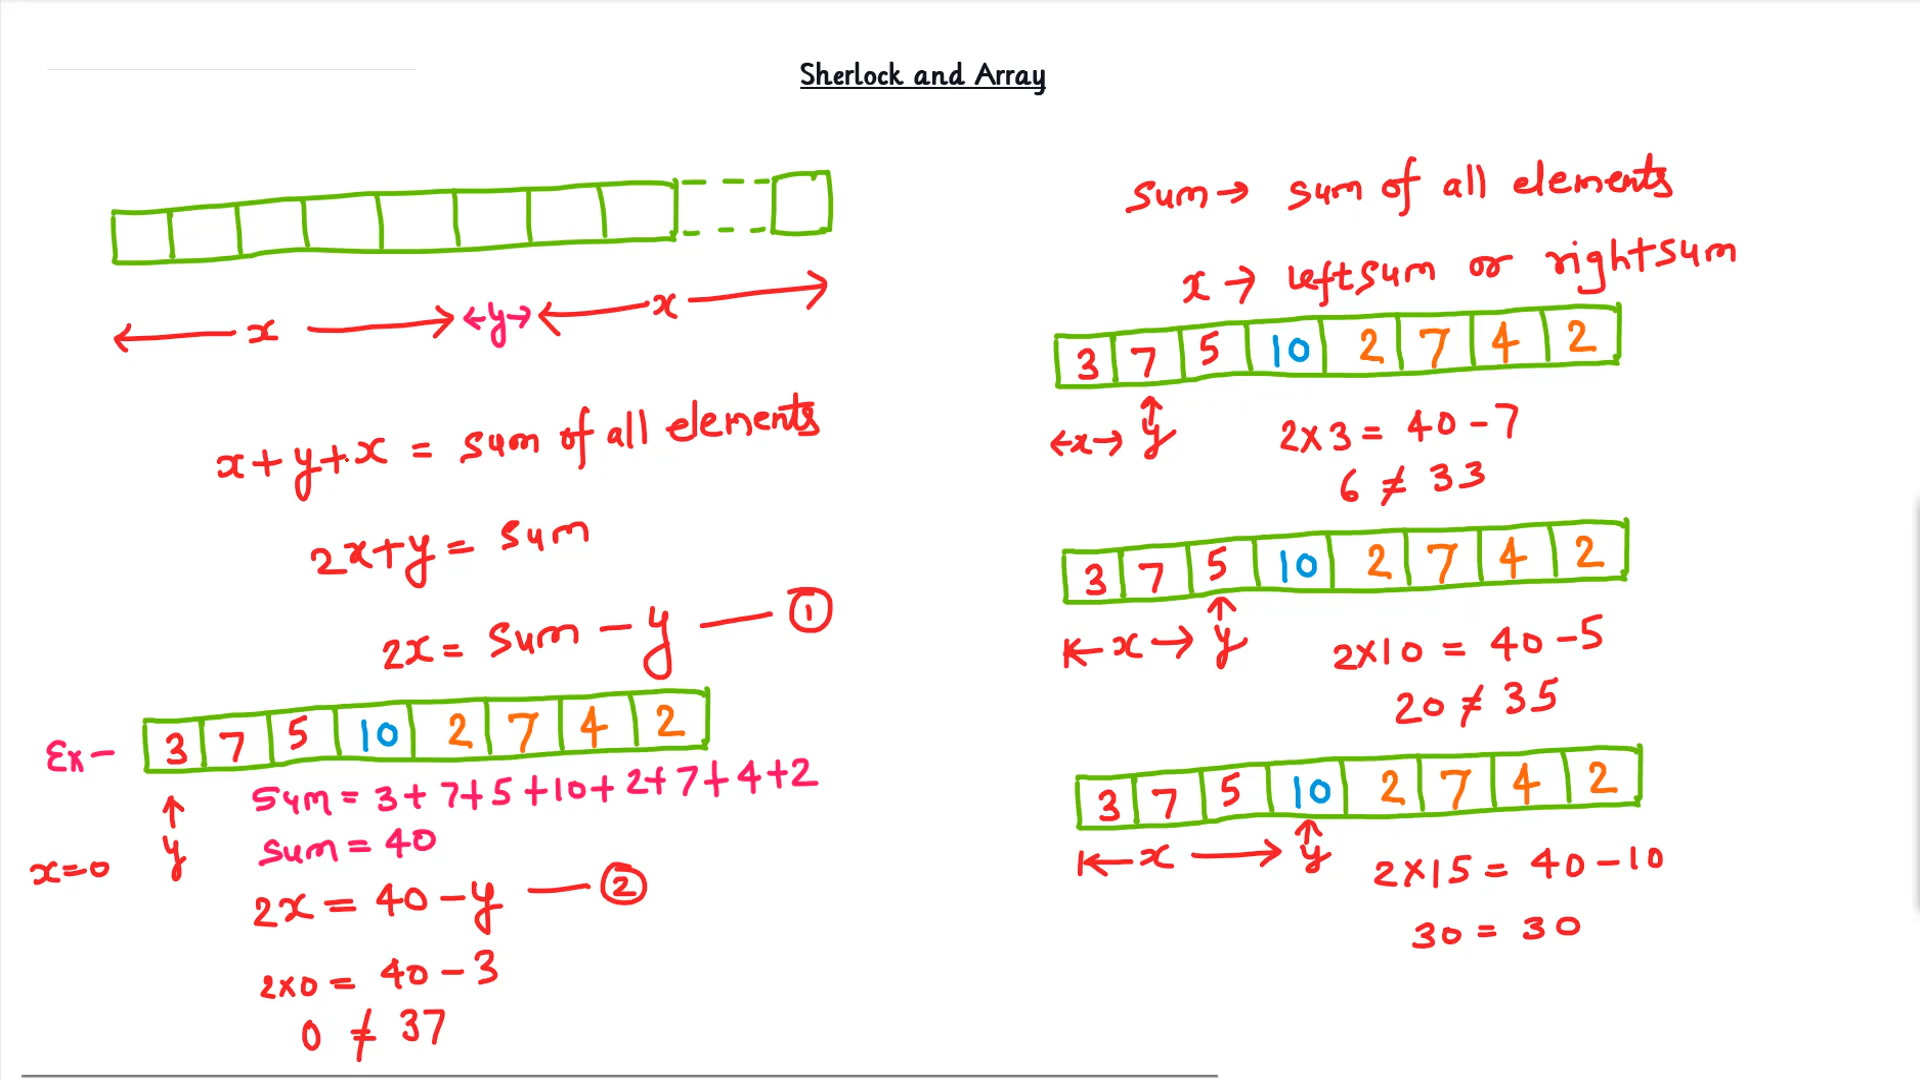 Sherlock and Array
x x
y
x+y+x = sum of all elements
2x+y = sum
2x = sum - y — ①
Ex- 3 7 5 10 2 7 4 2
sum = 3+7+5+10+2+7+4+2
y
sum = 40
x=0
2x = 40-y — ②
2x0 = 40-3
0 ≠ 37
sum → sum of all elements
x → leftsum or rightsum
3 7 5 10 2 7 4 2
x y 2x3 = 40-7
6 ≠ 33
3 7 5 10 2 7 4 2
x y 2x10 = 40-5
20 ≠ 35
3 7 5 10 2 7 4 2
x y 2x15 = 40-10
30 = 30